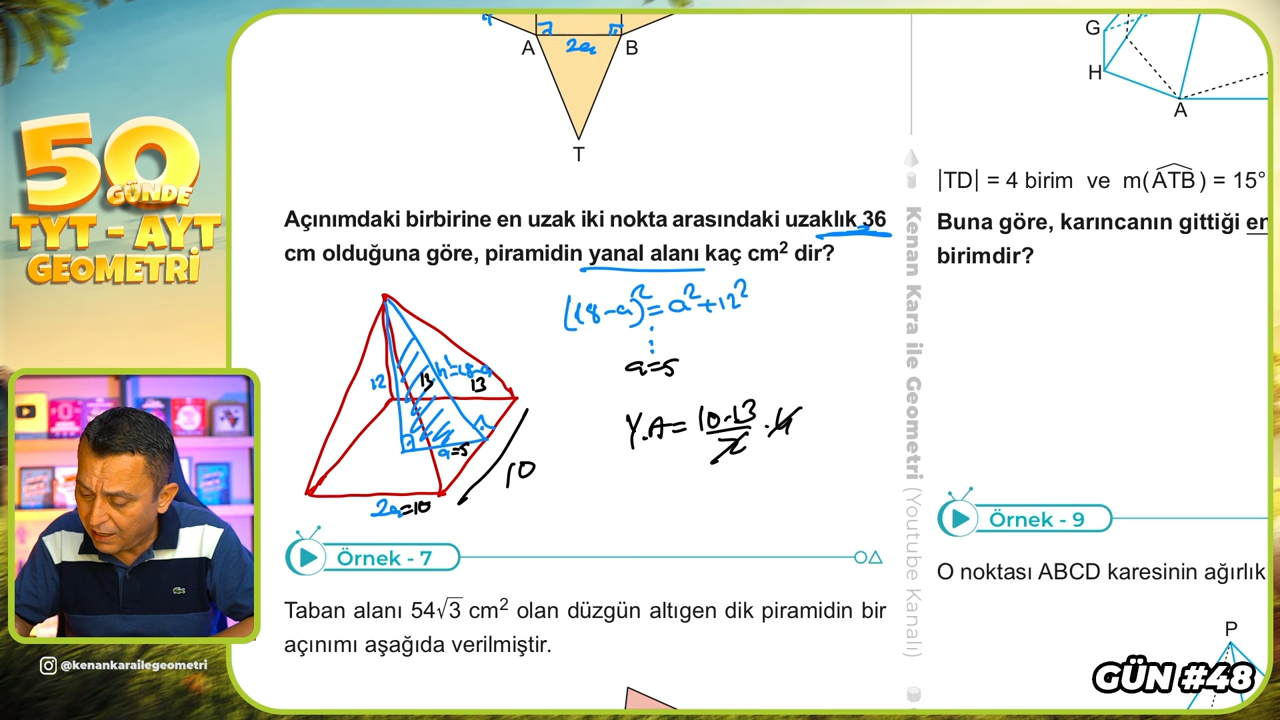 50
GÜNDE
TYT - AYT
GEOMETRİ
@kenankarailegeometri
A
2a
B
T
Açınımdaki birbirine en uzak iki nokta arasındaki uzaklık 36
cm olduğuna göre, piramidin yanal alanı kaç cm² dir?
(18-a)²=a²+12²
⋮
a=5
Y.A=10.13/2 .4
12
13
h=18-a
13
a=5
10
2a=10
Örnek - 7
Taban alanı 54√3 cm² olan düzgün altıgen dik piramidin bir
açınımı aşağıda verilmiştir.
Kenan Kara ile Geometri (Youtube Kanalı)
G
H
A
|TD| = 4 birim ve m(ATB) = 15°
Buna göre, karıncanın gittiği en
birimdir?
Örnek - 9
O noktası ABCD karesinin ağırlık
P
GÜN #48